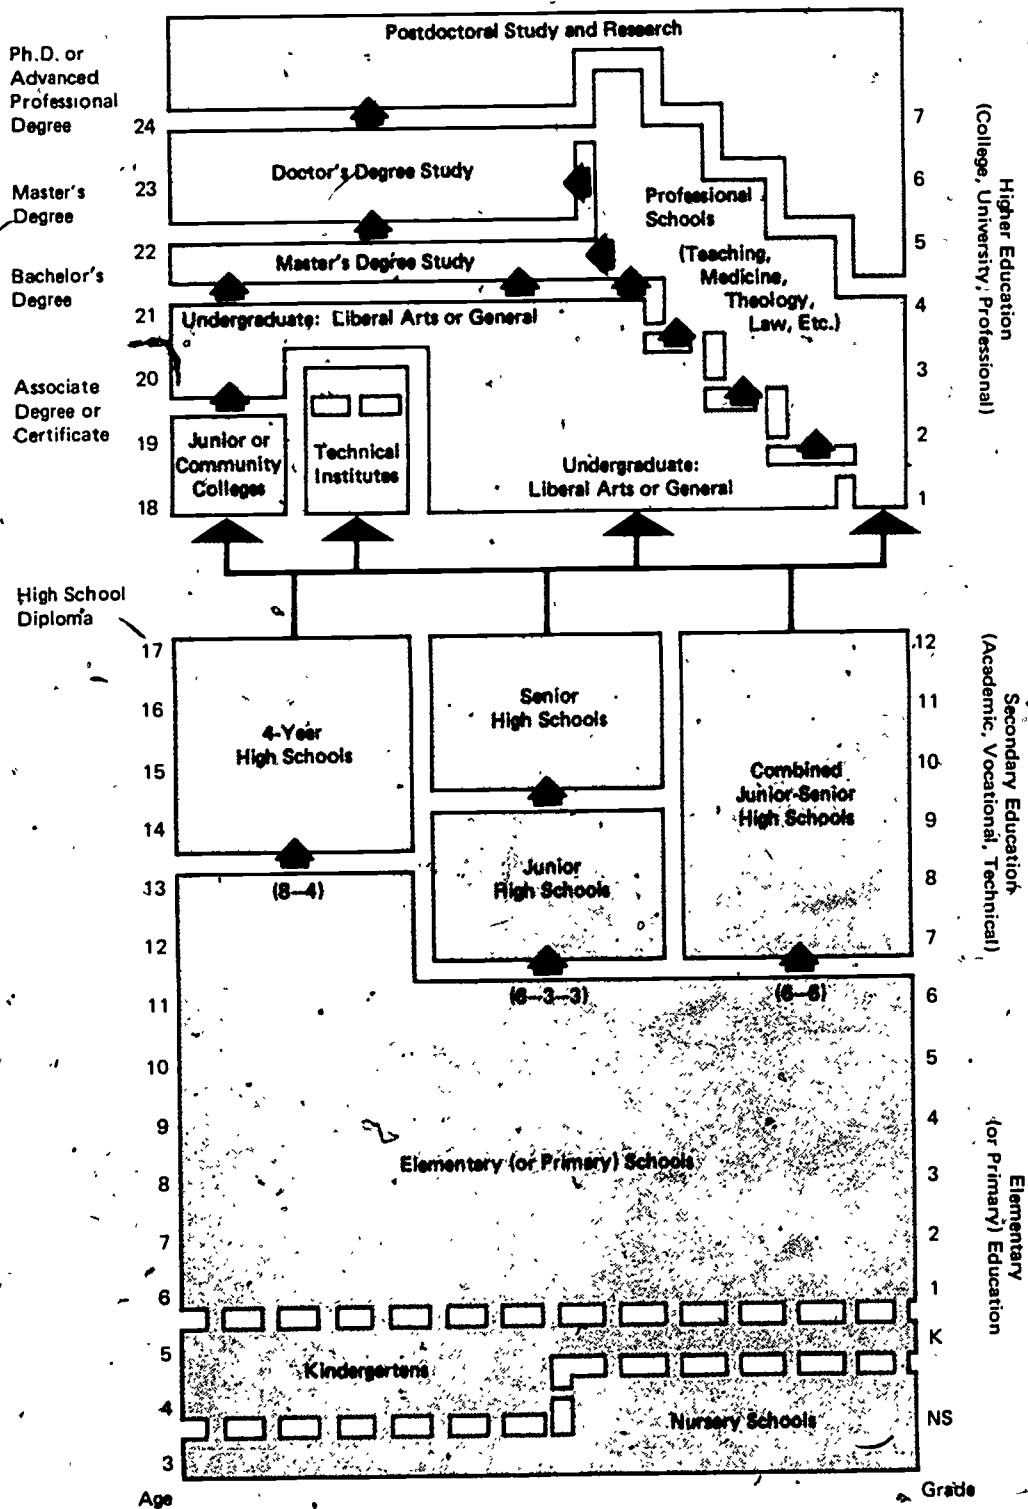 Postdoctoral Study and Research
Ph.D. or
Advanced
Professional
Degree
24
7
Doctor's Degree Study
23
6
Master's
Degree
Professional
Schools
(Teaching,
Medicine,
Theology,
Law, Etc.)
22
5
Master's Degree Study
Bachelor's
Degree
21
4
Undergraduate: Liberal Arts or General
20
3
Associate
Degree or
Certificate
19
2
Junior or
Community
Colleges
Technical
Institutes
Undergraduate:
Liberal Arts or General
18
1
Higher Education
(College, University, Professional)
High School
Diploma
17
12
16
11
15
10
14
9
13
8
12
7
4-Year
High Schools
Senior
High Schools
Combined
Junior-Senior
High Schools
Junior
High Schools
(8–4)
(6–3–3)
(6–6)
Secondary Education
(Academic, Vocational, Technical)
11
6
10
5
9
4
Elementary (or Primary) Schools
8
3
7
2
6
1
Elementary
(or Primary) Education
5
K
Kindergartens
4
NS
Nursery Schools
3
Age
Grade